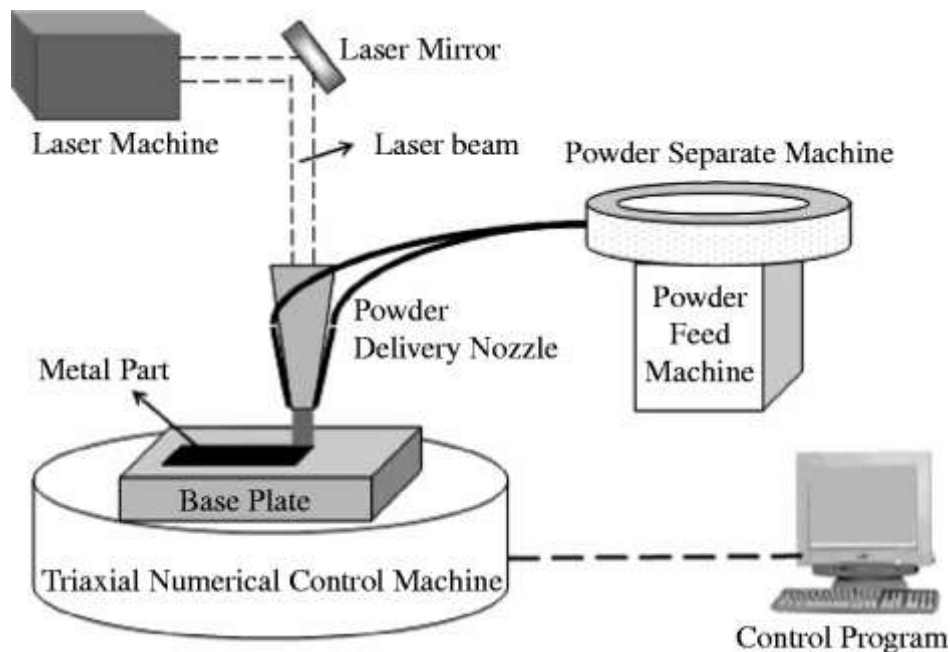 Laser Mirror
Laser Machine
Laser beam
Powder Separate Machine
Powder
Feed
Machine
Powder
Delivery Nozzle
Metal Part
Base Plate
Triaxial Numerical Control Machine
Control Program